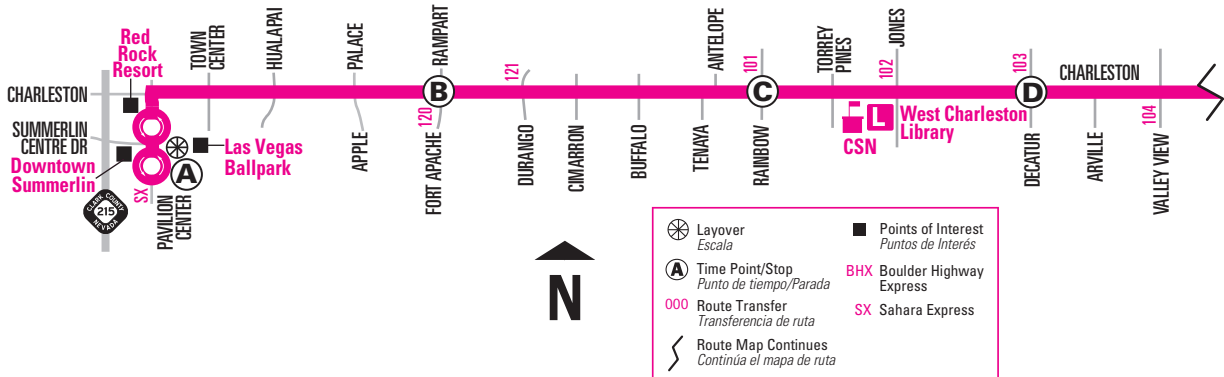 Red
Rock
Resort
TOWN
CENTER
HUALAPAI
PALACE
RAMPART
ANTELOPE
101
TORREY
PINES
102
JONES
103
CHARLESTON
CHARLESTON
121
B
C
D
120
104
SUMMERLIN
CENTRE DR
Downtown
Summerlin
Las Vegas
Ballpark
A
SX
PAVILION
CENTER
CLARK COUNTY
215
NEVADA
APPLE
FORT APACHE
DURANGO
CIMARRON
BUFFALO
TENAYA
RAINBOW
CSN
L
West Charleston
Library
DECATUR
ARVILLE
VALLEY VIEW
N
Layover
Escala
A Time Point/Stop
Punto de tiempo/Parada
000 Route Transfer
Transferencia de ruta
Route Map Continues
Continúa el mapa de ruta
Points of Interest
Puntos de Interés
BHX Boulder Highway
Express
SX Sahara Express